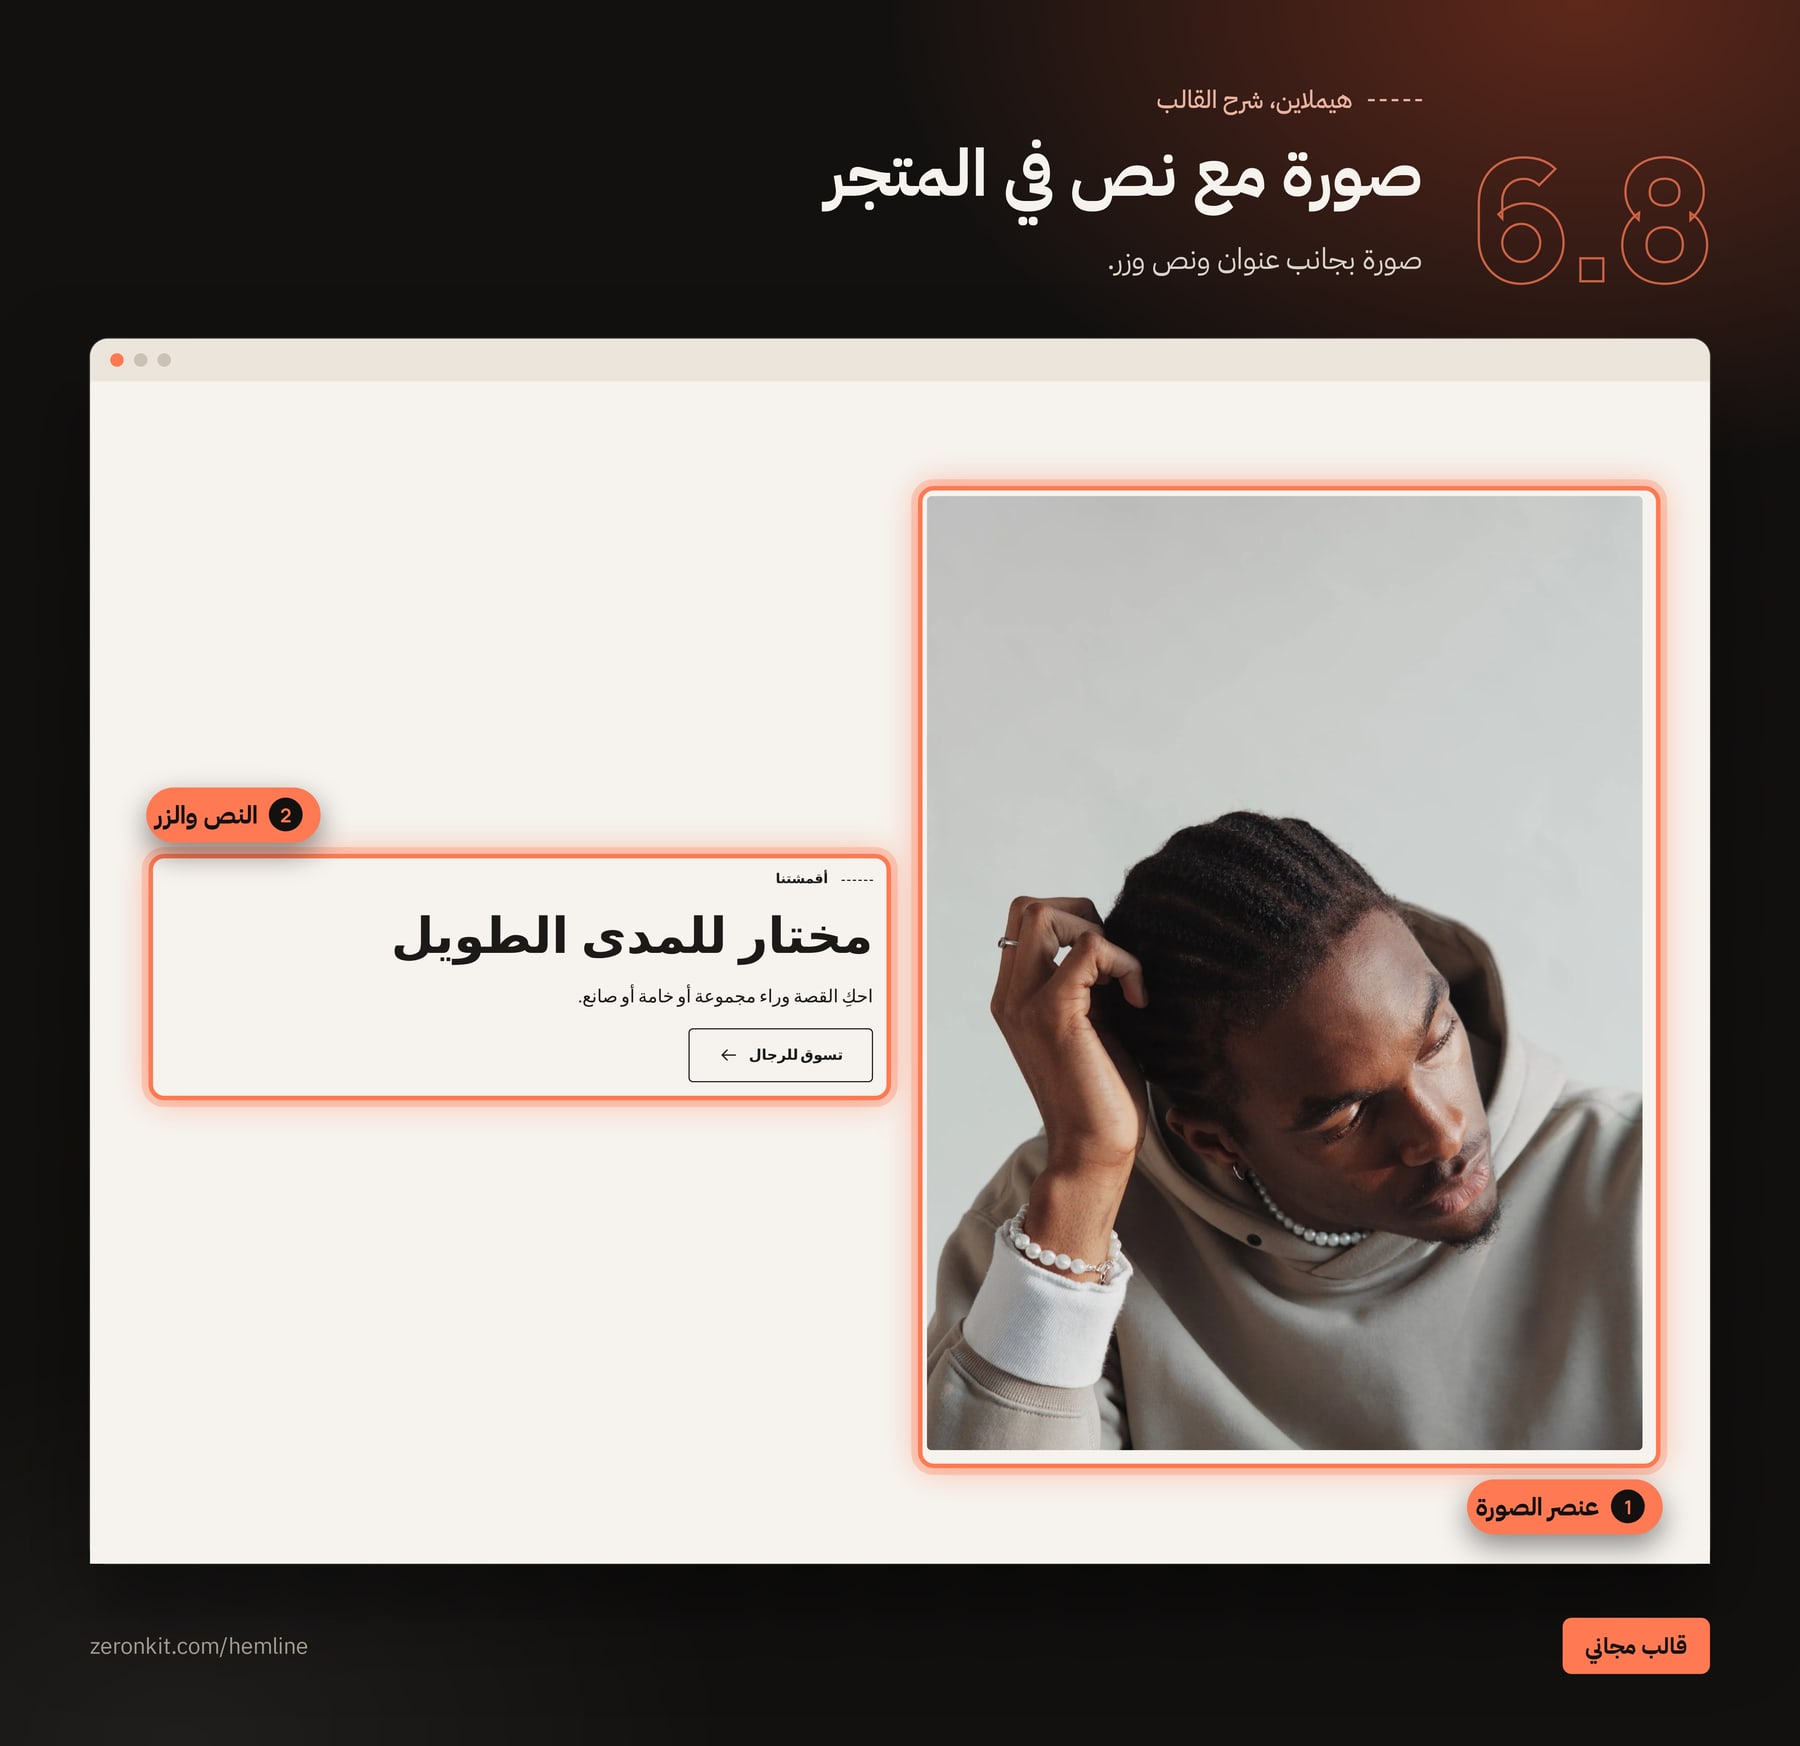 ----- هيملاين، شرح القالب
6.8
صورة مع نص في المتجر
صورة بجانب عنوان ونص وزر.
2 النص والزر
------ أقمشتنا
مختار للمدى الطويل
احكِ القصة وراء مجموعة أو خامة أو صانع.
تسوق للرجال ←
1 عنصر الصورة
قالب مجاني
zeronkit.com/hemline